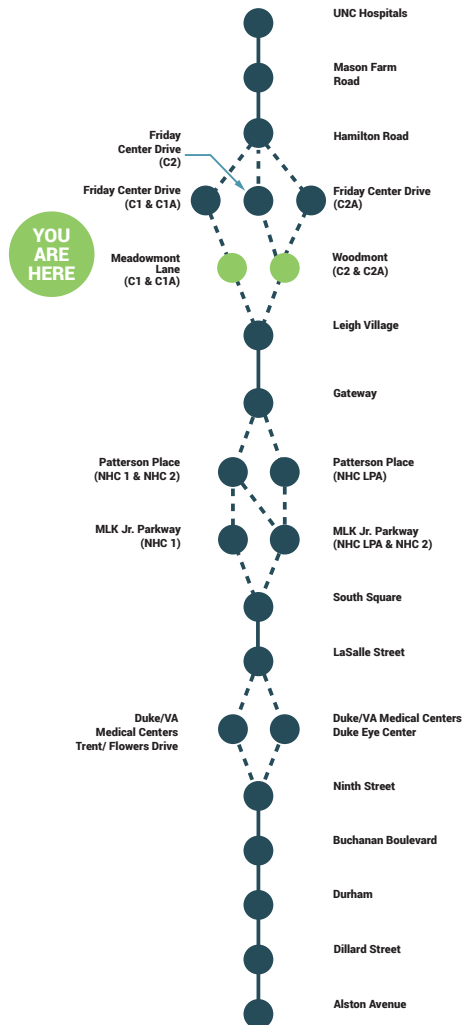 UNC Hospitals
Mason Farm
Road
Hamilton Road
Friday
Center Drive
(C2)
Friday Center Drive
(C1 & C1A)
Friday Center Drive
(C2A)
YOU
ARE
HERE
Meadowmont
Lane
(C1 & C1A)
Woodmont
(C2 & C2A)
Leigh Village
Gateway
Patterson Place
(NHC 1 & NHC 2)
Patterson Place
(NHC LPA)
MLK Jr. Parkway
(NHC 1)
MLK Jr. Parkway
(NHC LPA & NHC 2)
South Square
LaSalle Street
Duke/VA
Medical Centers
Trent/ Flowers Drive
Duke/VA Medical Centers
Duke Eye Center
Ninth Street
Buchanan Boulevard
Durham
Dillard Street
Alston Avenue